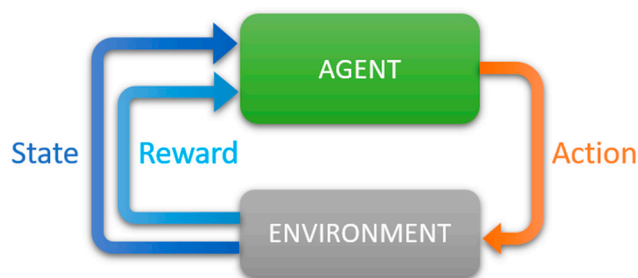 AGENT
State
Reward
Action
ENVIRONMENT